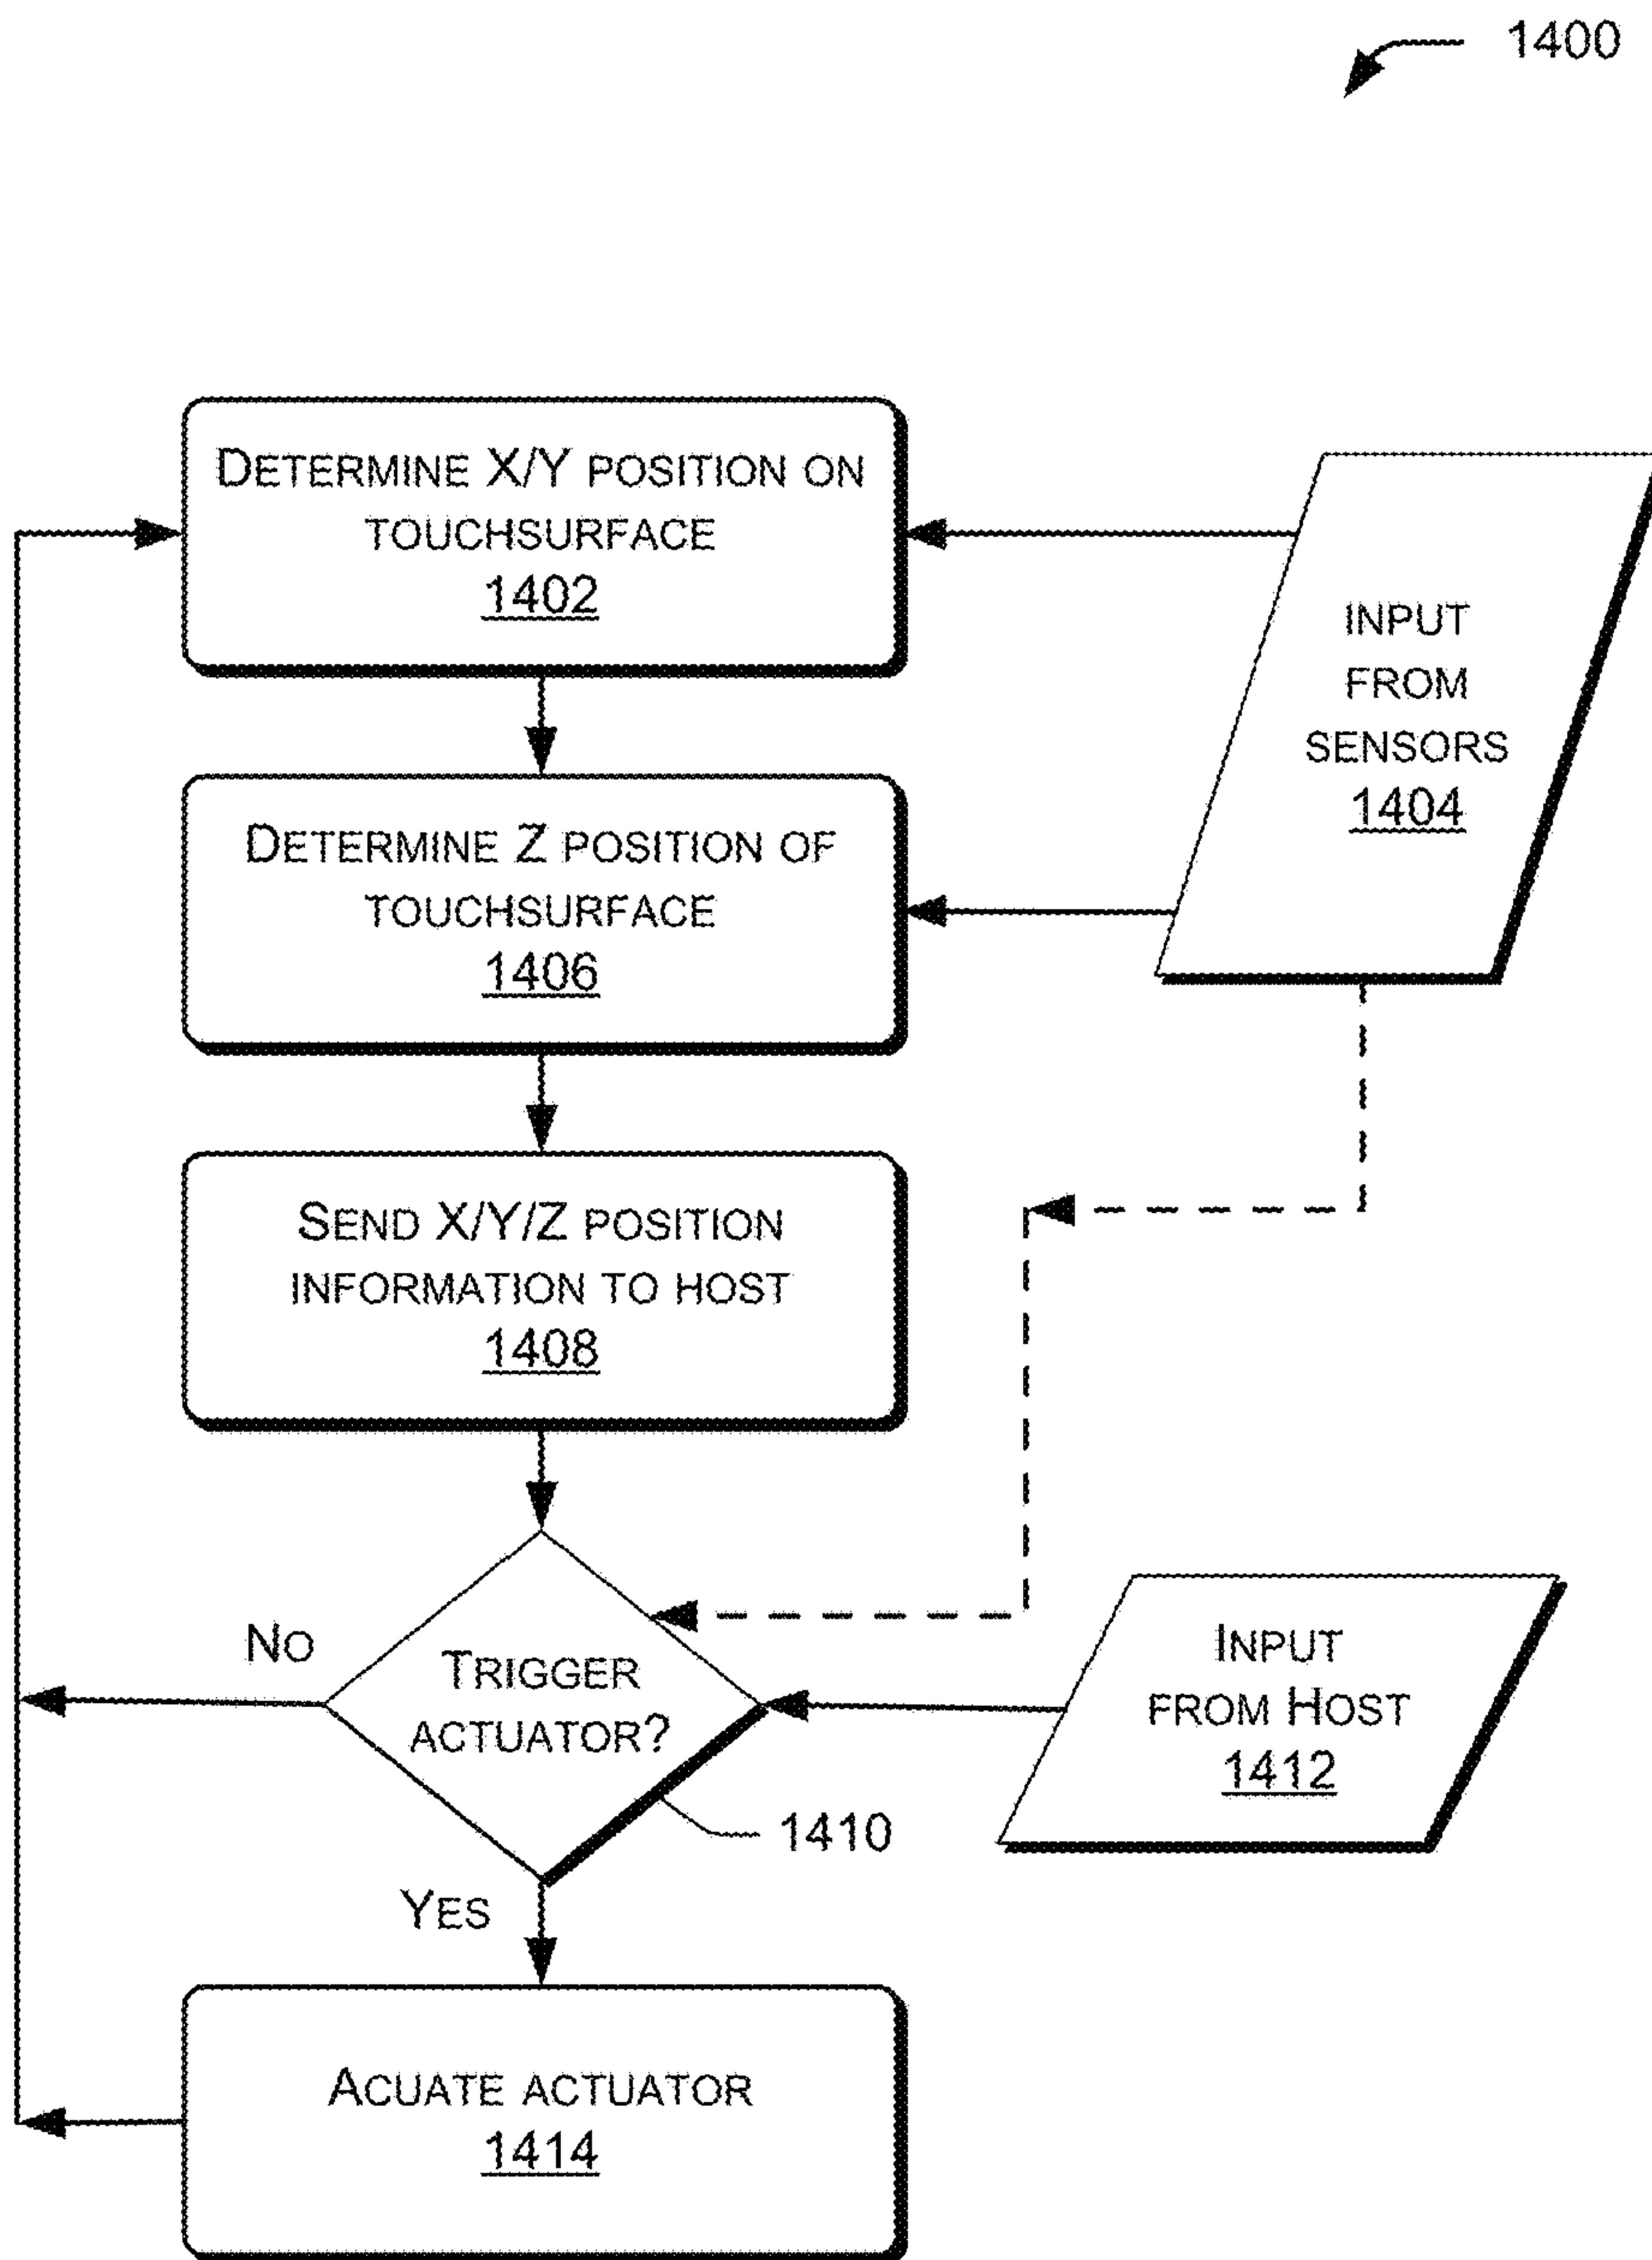 1400
DETERMINE X/Y POSITION ON
TOUCHSURFACE
1402
INPUT
FROM
SENSORS
1404
DETERMINE Z POSITION OF
TOUCHSURFACE
1406
SEND X/Y/Z POSITION
INFORMATION TO HOST
1408
NO
TRIGGER
ACTUATOR?
INPUT
FROM HOST
1412
1410
YES
ACUATE ACTUATOR
1414